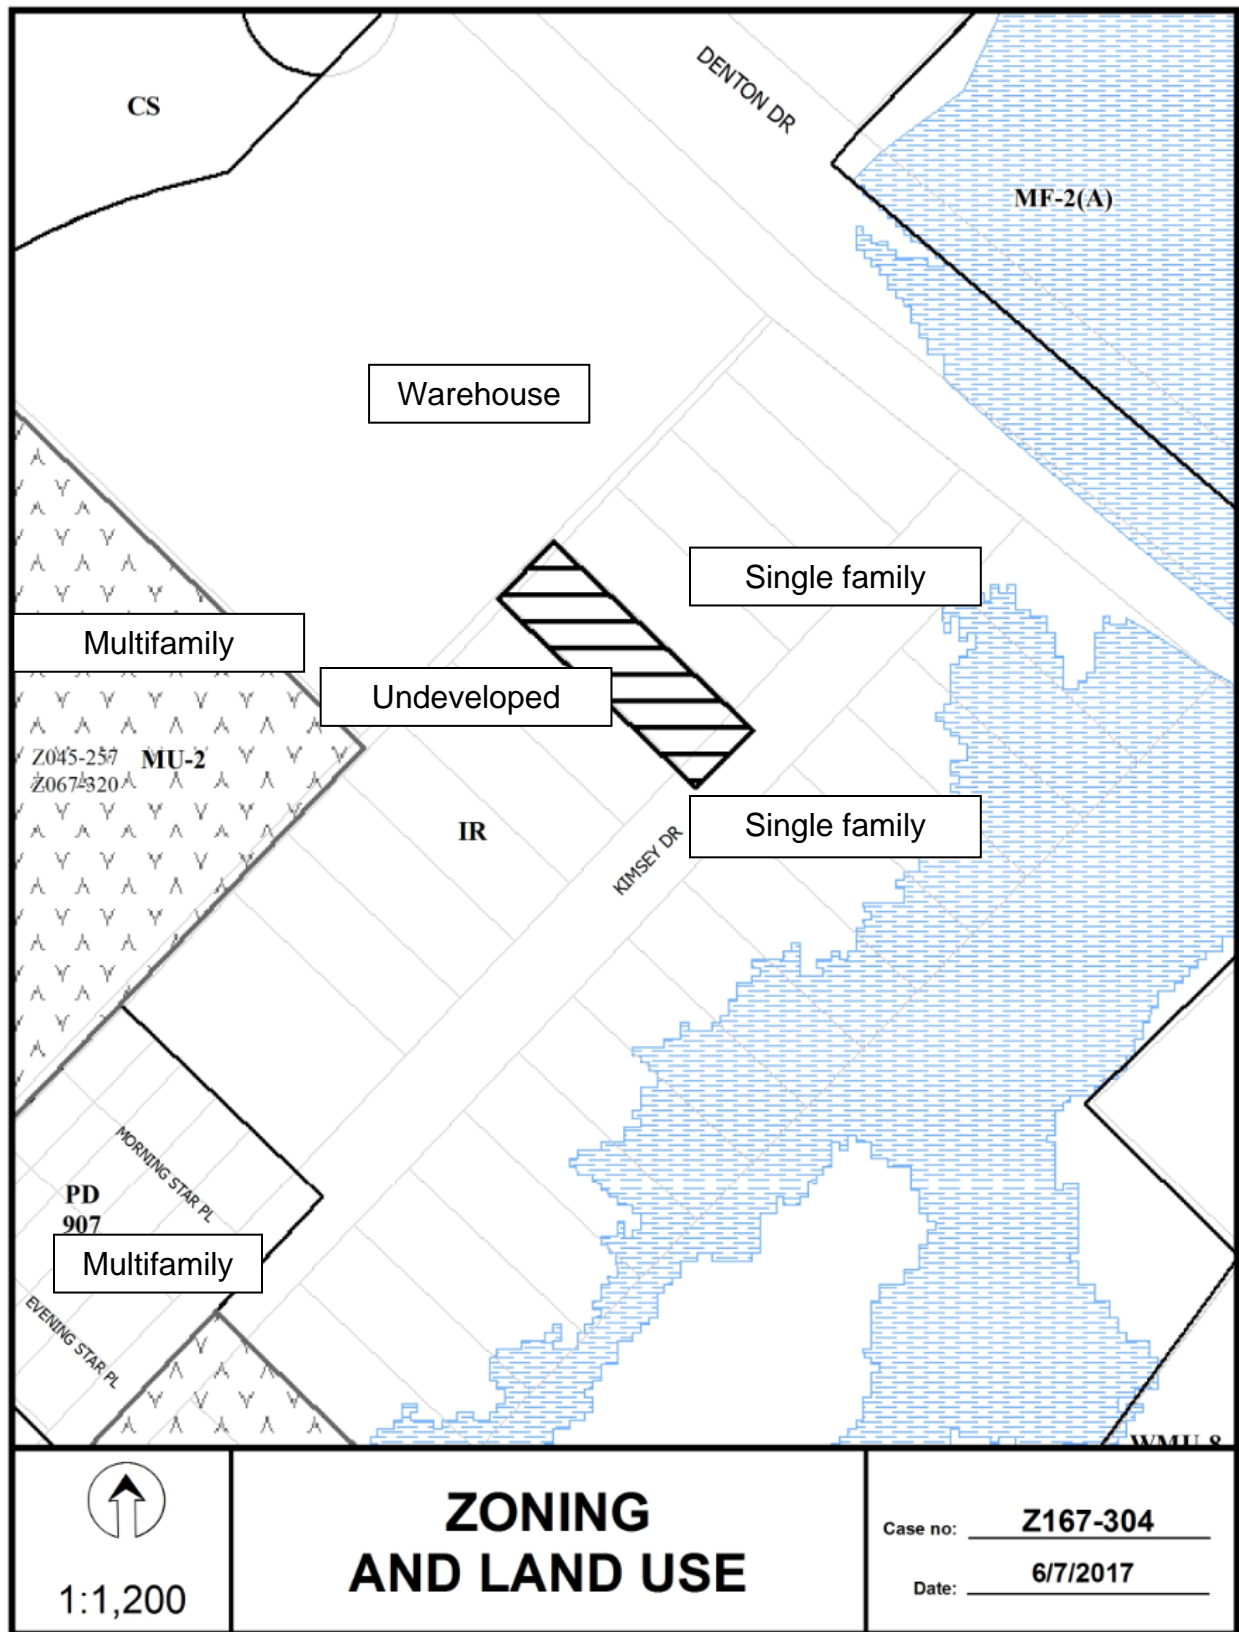 DENTON DR
CS
MF-2(A)
Warehouse
Single family
Multifamily
Undeveloped
Z045-257
MU-2
Z067-320
Single family
IR
KIMSEY DR
MORNING STAR PL
PD
907
Multifamily
EVENING STAR PL
WMU-8
1:1,200
ZONING
AND LAND USE
Case no: Z167-304
Date: 6/7/2017